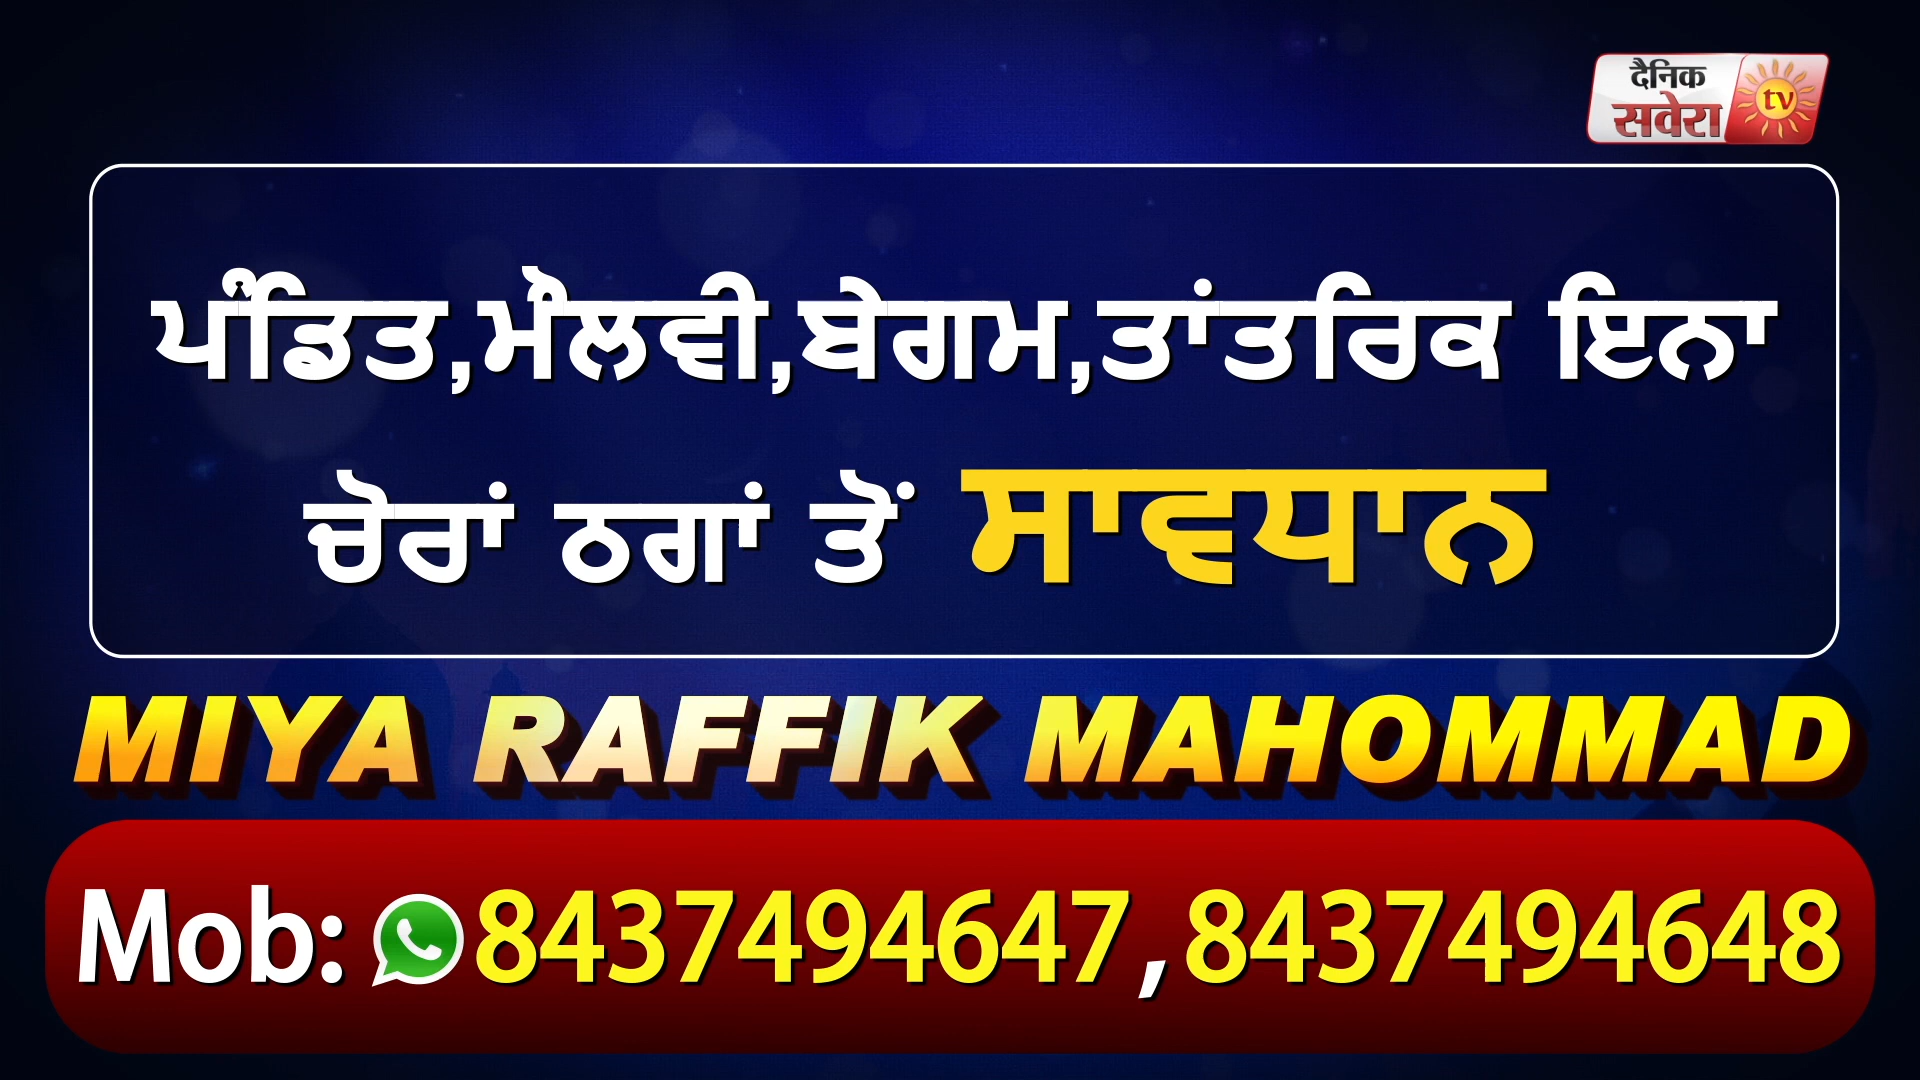 दैनिक
सवेरा tv
ਪੰਡਿਤ,ਮੌਲਵੀ,ਬੇਗਮ,ਤਾਂਤਰਿਕ ਇਨਾ
ਚੋਰਾਂ ਠਗਾਂ ਤੋਂ ਸਾਵਧਾਨ
MIYA RAFFIK MAHOMMAD
Mob: 8437494647,8437494648